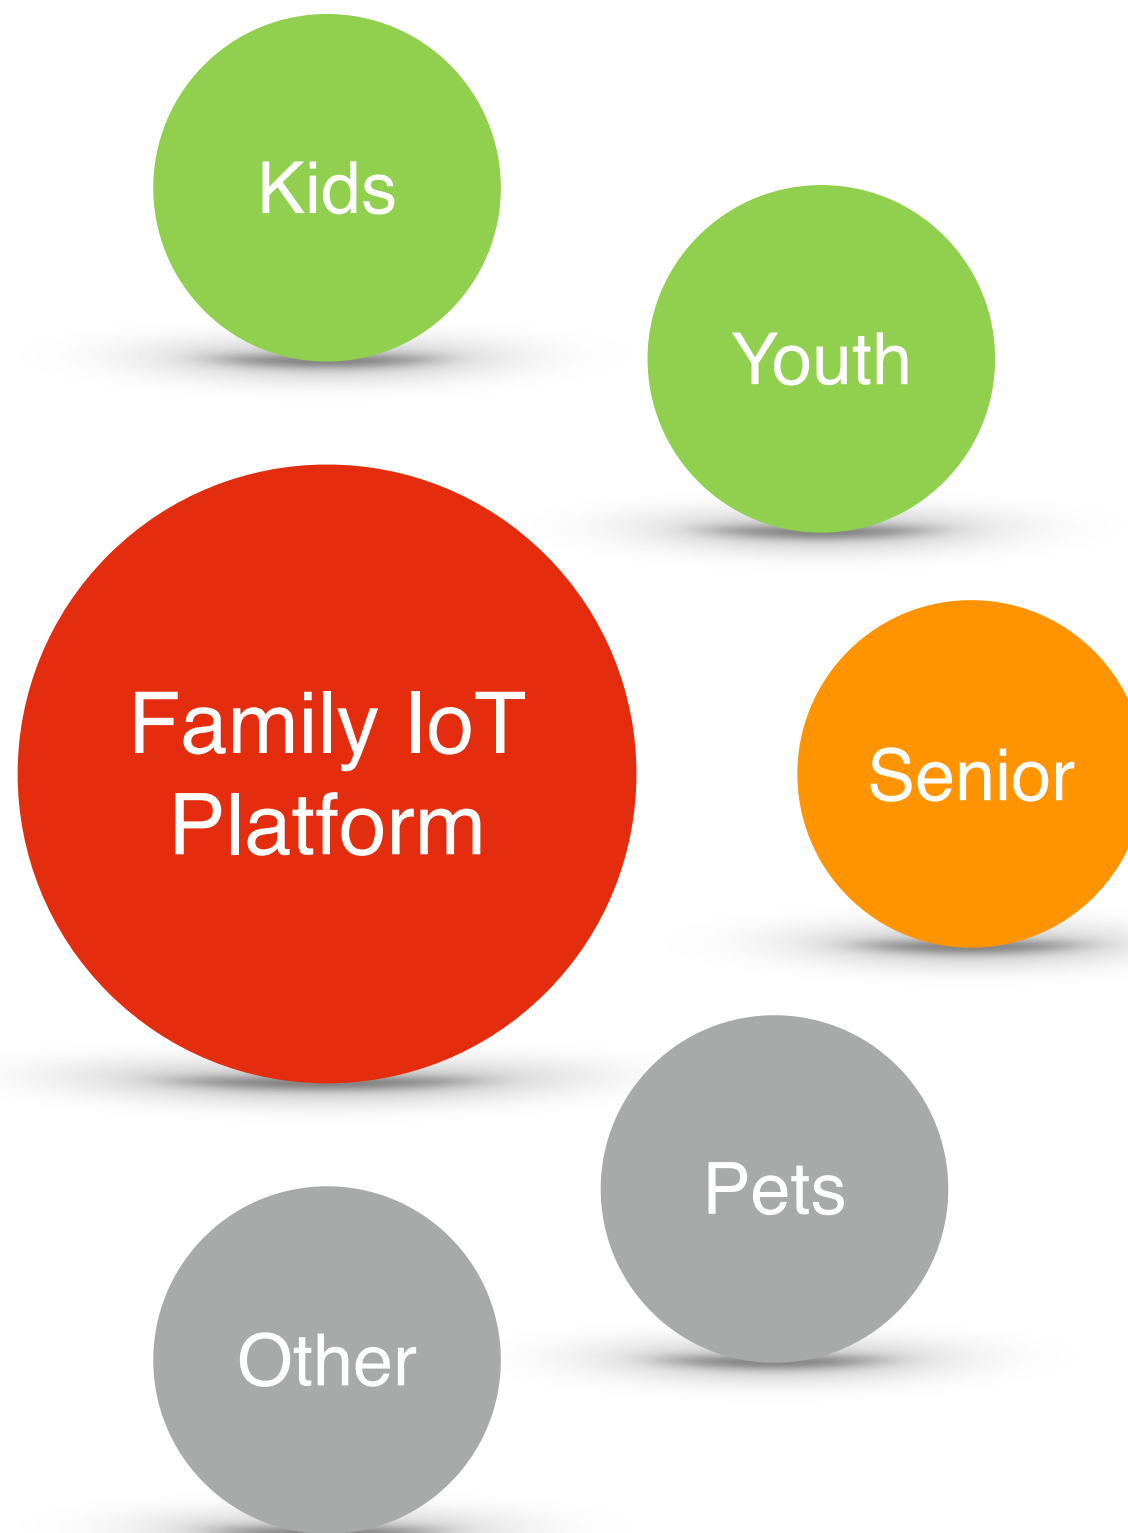 Kids
Youth
Family IoT
Platform
Senior
Pets
Other